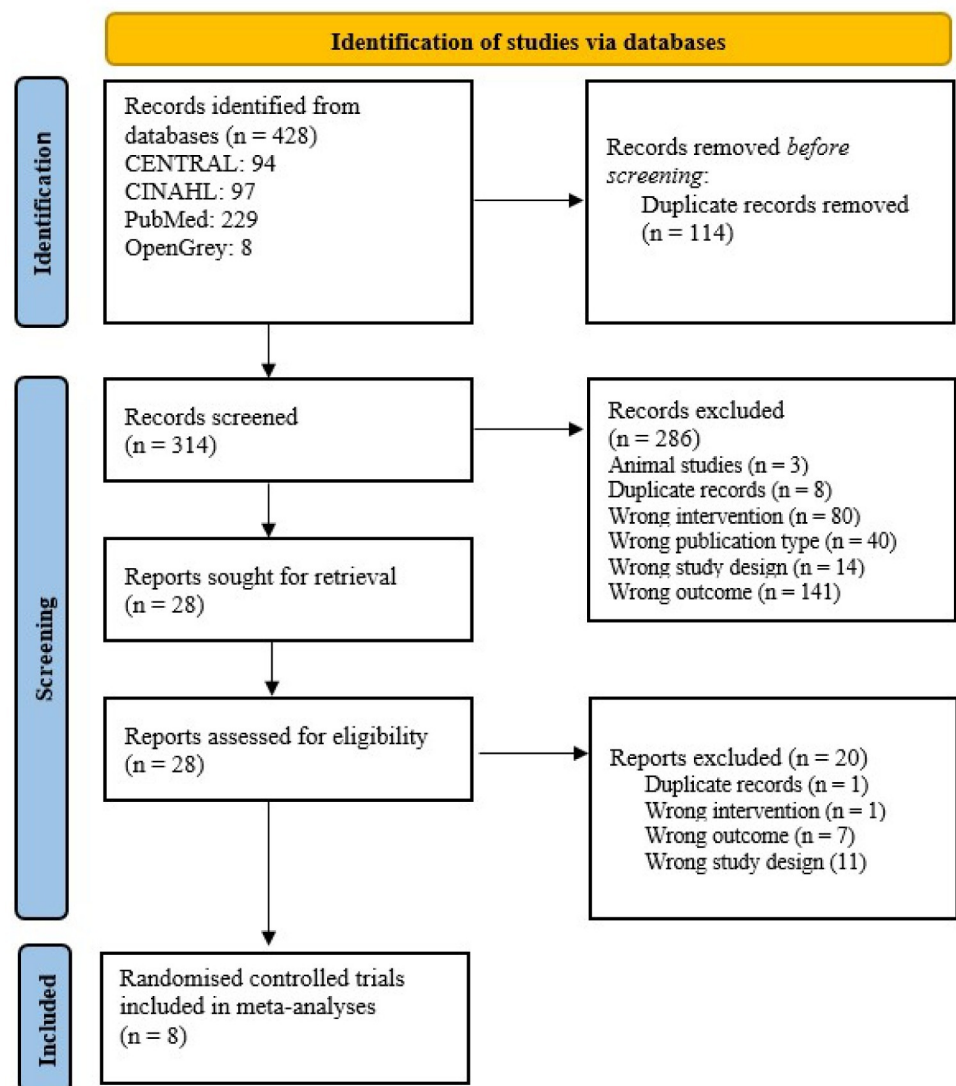 Identification of studies via databases
Identification
Records identified from
databases (n = 428)
CENTRAL: 94
CINAHL: 97
PubMed: 229
OpenGrey: 8
Records removed before
screening:
Duplicate records removed
(n = 114)
Screening
Records screened
(n = 314)
Records excluded
(n = 286)
Animal studies (n = 3)
Duplicate records (n = 8)
Wrong intervention (n = 80)
Wrong publication type (n = 40)
Wrong study design (n = 14)
Wrong outcome (n = 141)
Reports sought for retrieval
(n = 28)
Reports assessed for eligibility
(n = 28)
Reports excluded (n = 20)
Duplicate records (n = 1)
Wrong intervention (n = 1)
Wrong outcome (n = 7)
Wrong study design (11)
Included
Randomised controlled trials
included in meta-analyses
(n = 8)